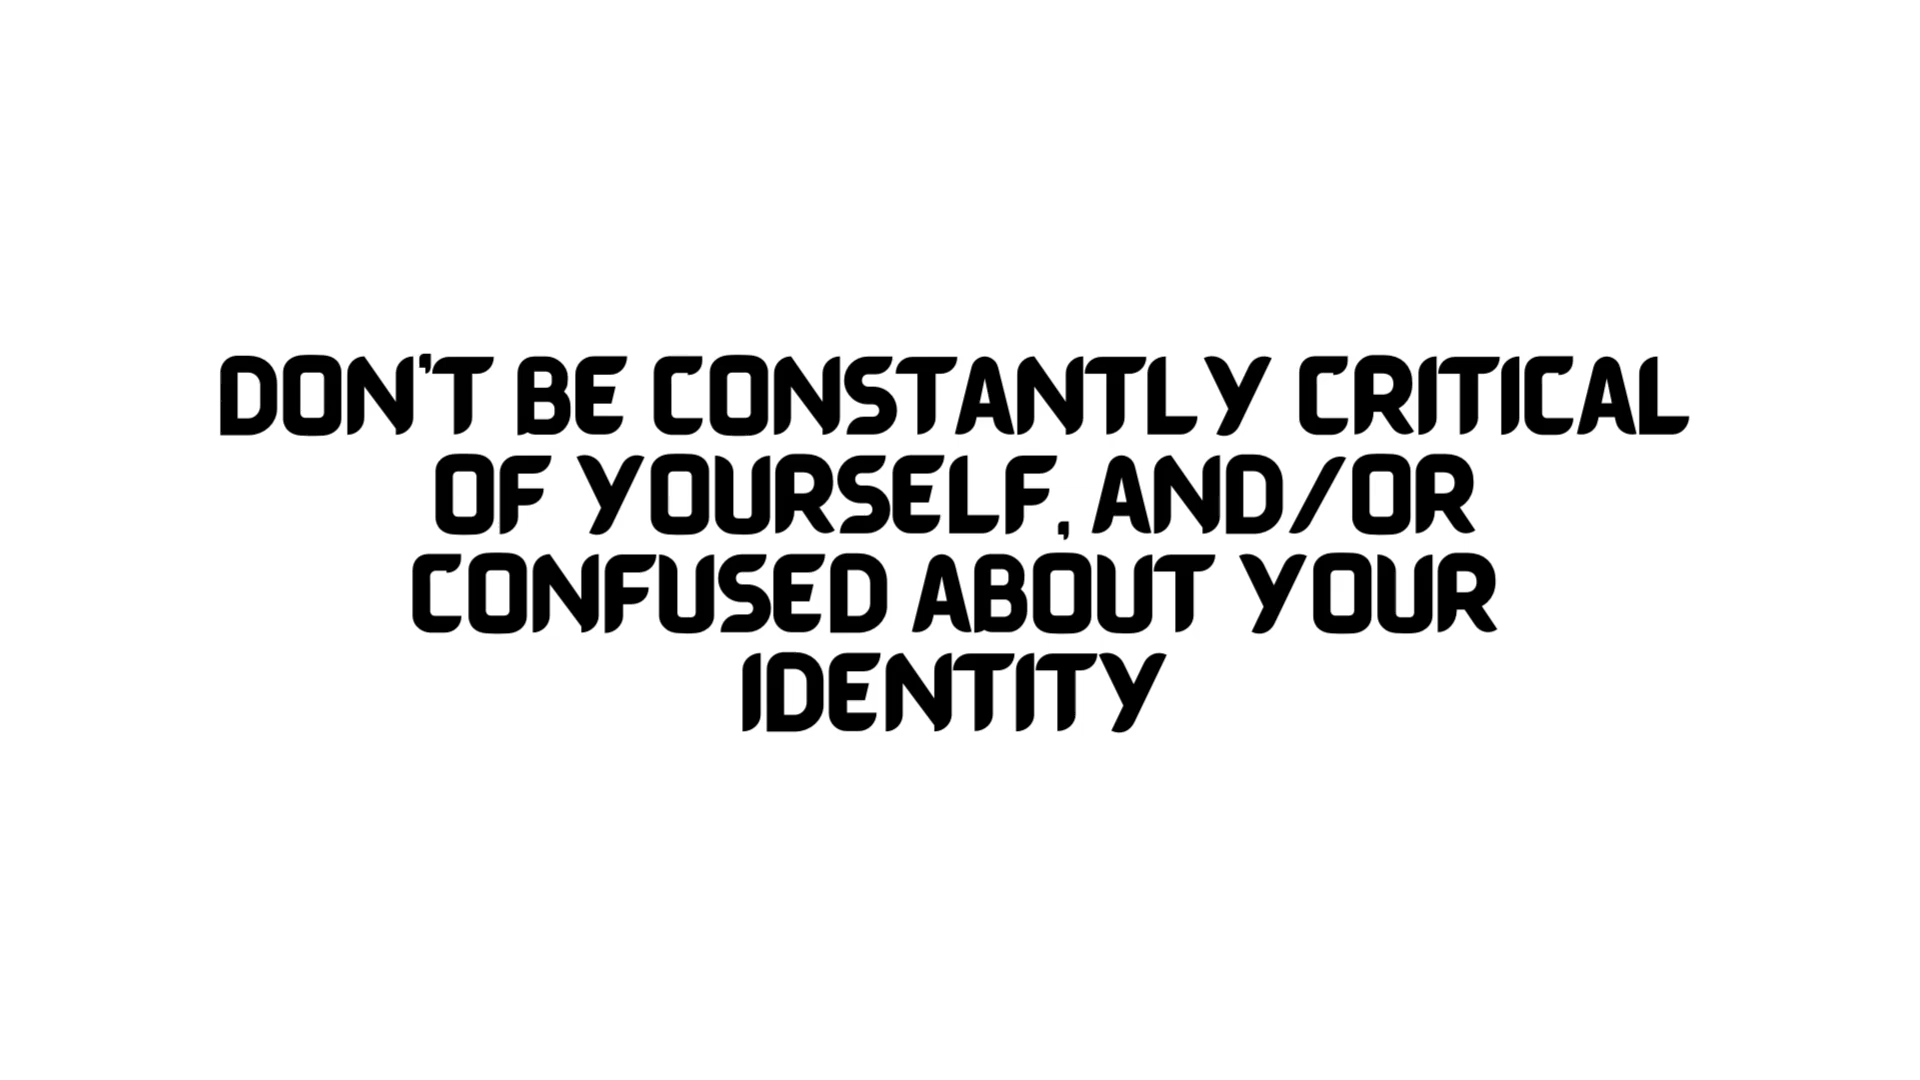 DON'T BE CONSTANTLY CRITICAL
OF YOURSELF, AND/OR
CONFUSED ABOUT YOUR
IDENTITY